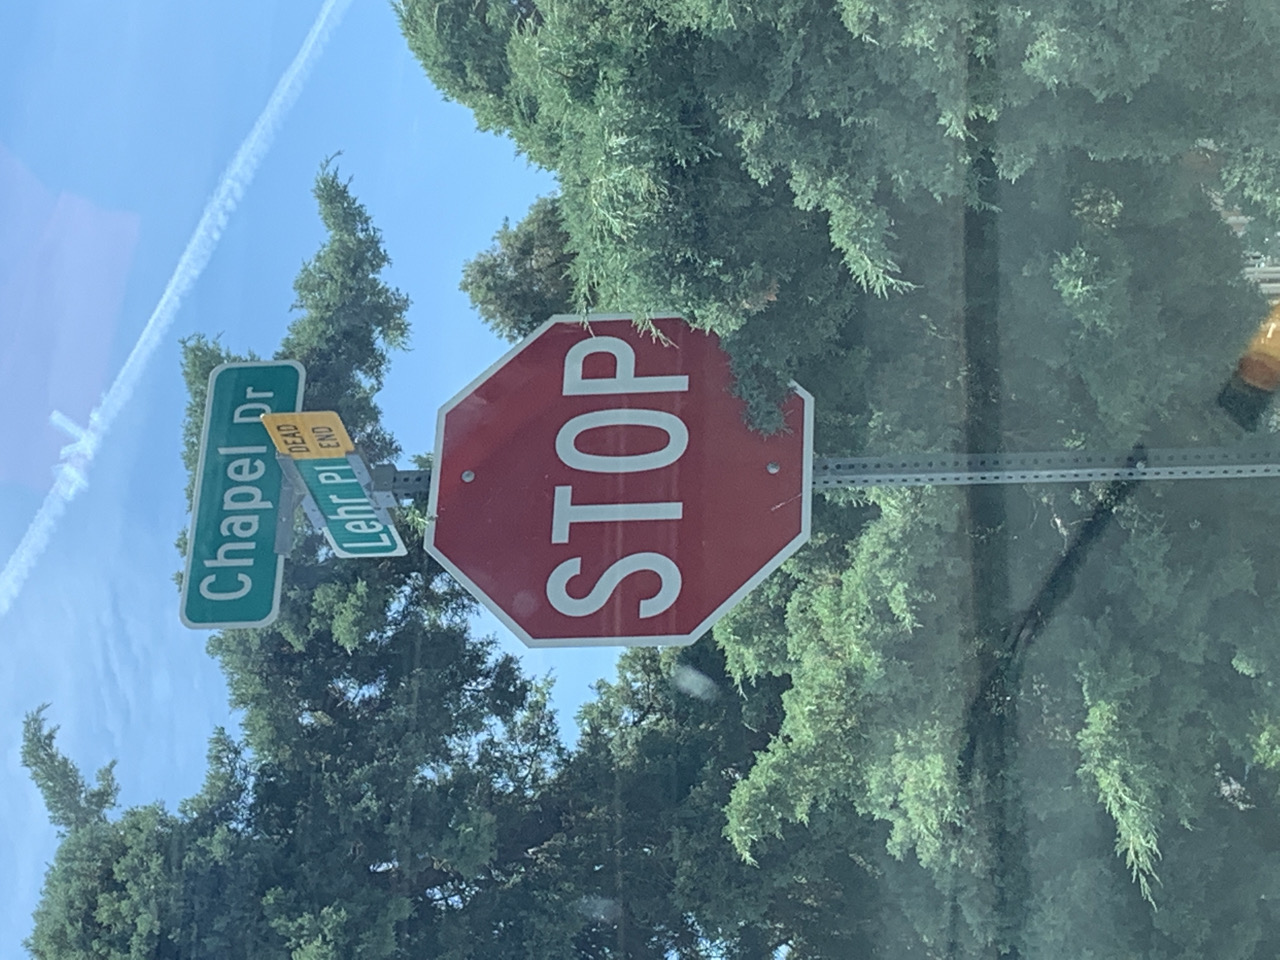 Chapel Dr
Lehr Pl
DEAD
END
STOP